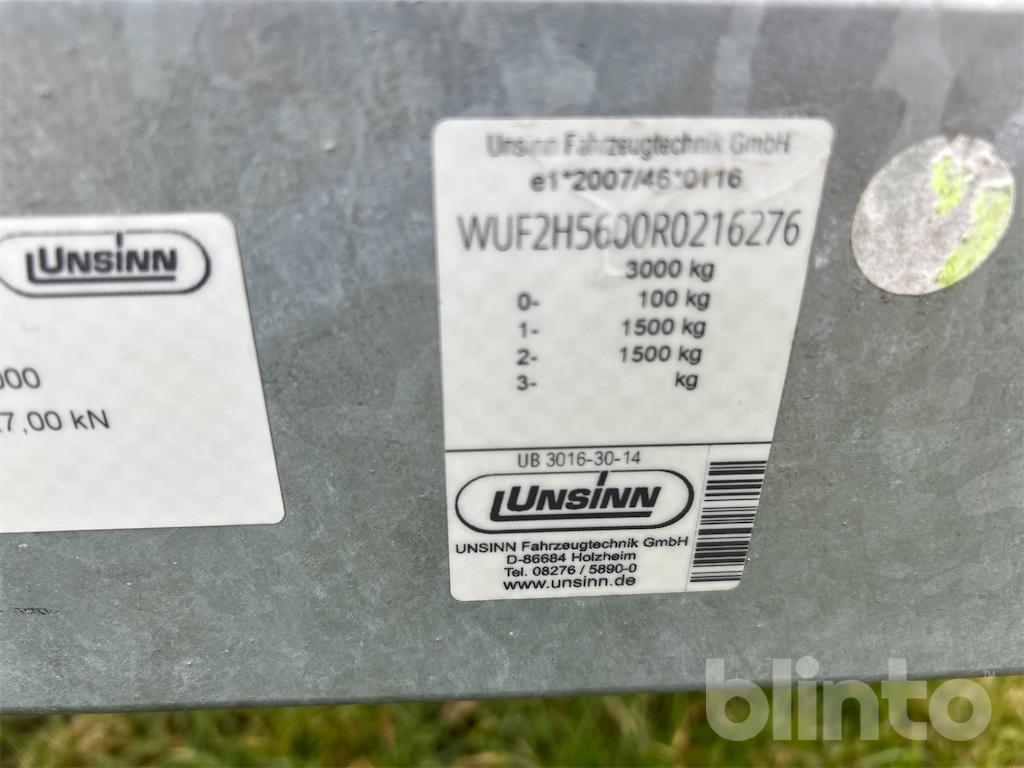 UNSINN
000
7,00 kN
Unsinn Fahrzeugtechnik GmbH
e1*2007/46*0116
WUF2H5600R0216276
3000 kg
0- 100 kg
1- 1500 kg
2- 1500 kg
3- kg
UB 3016-30-14
UNSINN
UNSINN Fahrzeugtechnik GmbH
D-86684 Holzheim
Tel. 08276 / 5890-0
www.unsinn.de
blinto